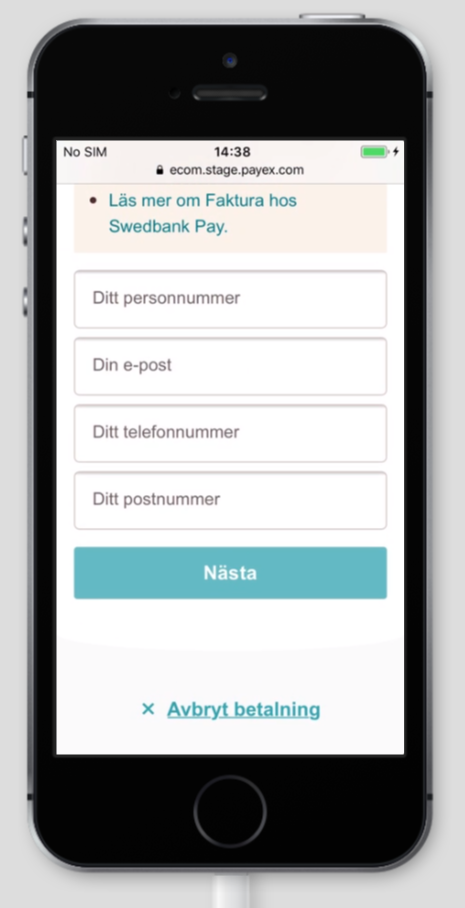 No SIM 14:38
ecom.stage.payex.com
• Läs mer om Faktura hos
Swedbank Pay.
Ditt personnummer
Din e-post
Ditt telefonnummer
Ditt postnummer
Nästa
× Avbryt betalning